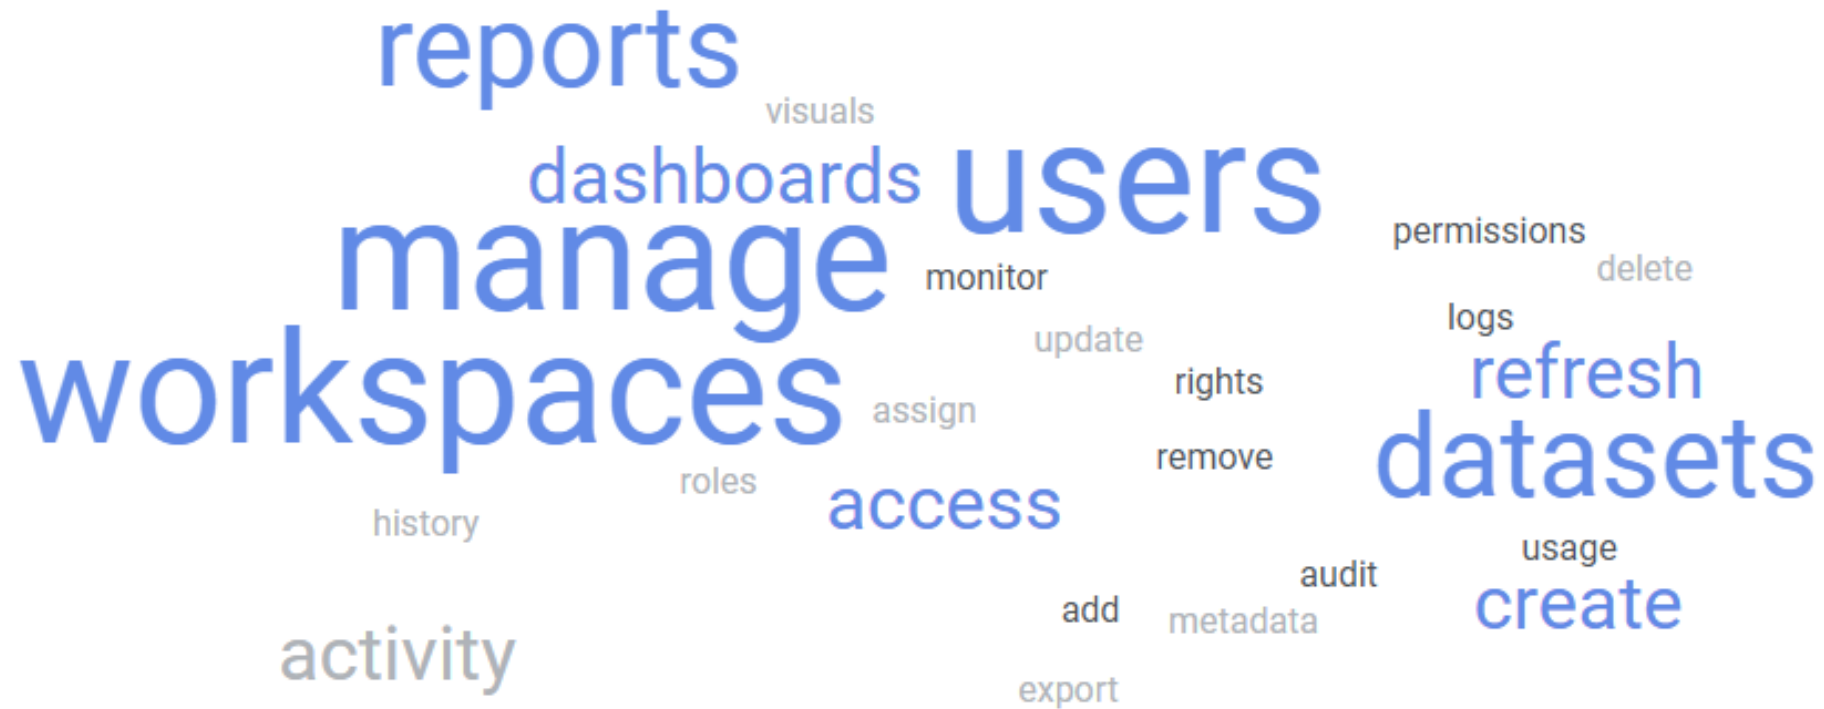 reports
visuals
dashboards
users
manage
permissions
monitor
delete
logs
update
workspaces
refresh
rights
assign
remove
datasets
roles
access
history
usage
audit
create
add
metadata
activity
export